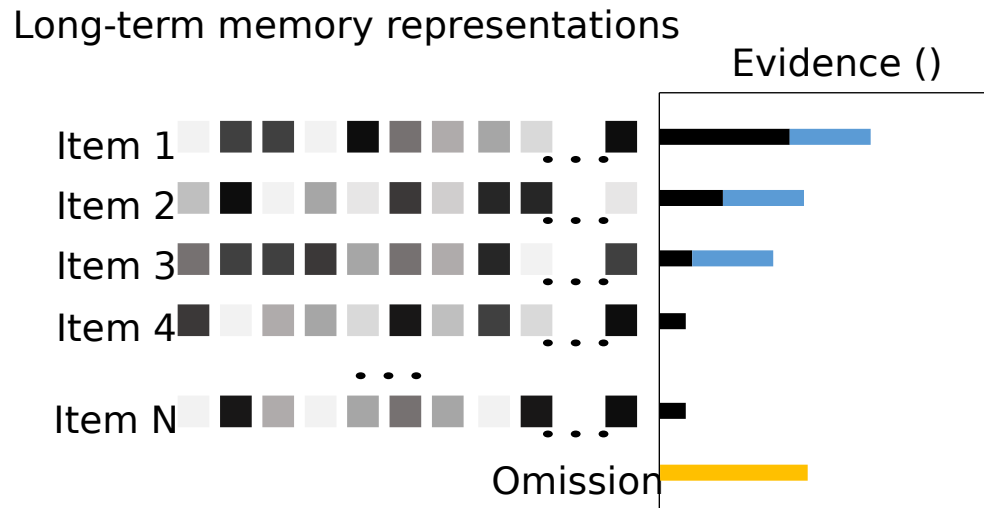 Long-term memory representations
Evidence ()
Item 1
Item 2
Item 3
Item 4
Item N
Omission